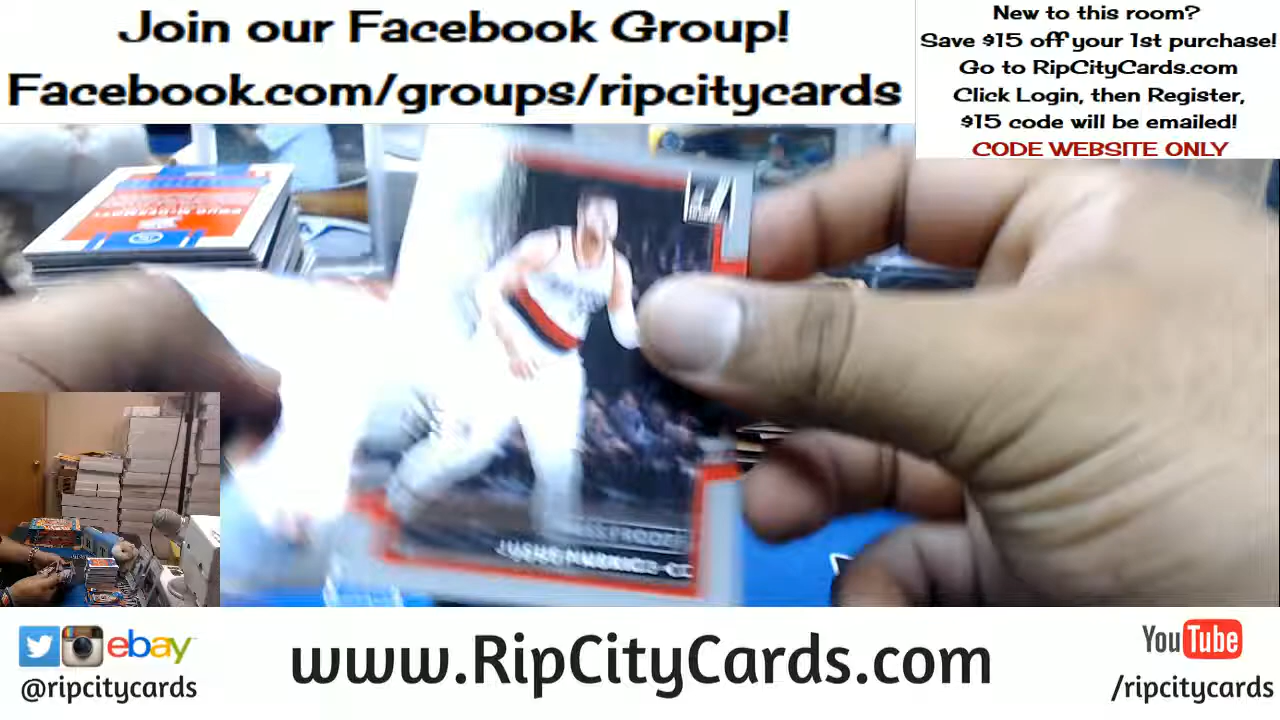 Join our Facebook Group!
Facebook.com/groups/ripcitycards
New to this room?
Save $15 off your 1st purchase!
Go to RipCityCards.com
Click Login, then Register,
$15 code will be emailed!
CODE WEBSITE ONLY
JUSUF NURKIC
ebay
@ripcitycards
www.RipCityCards.com
YouTube
/ripcitycards